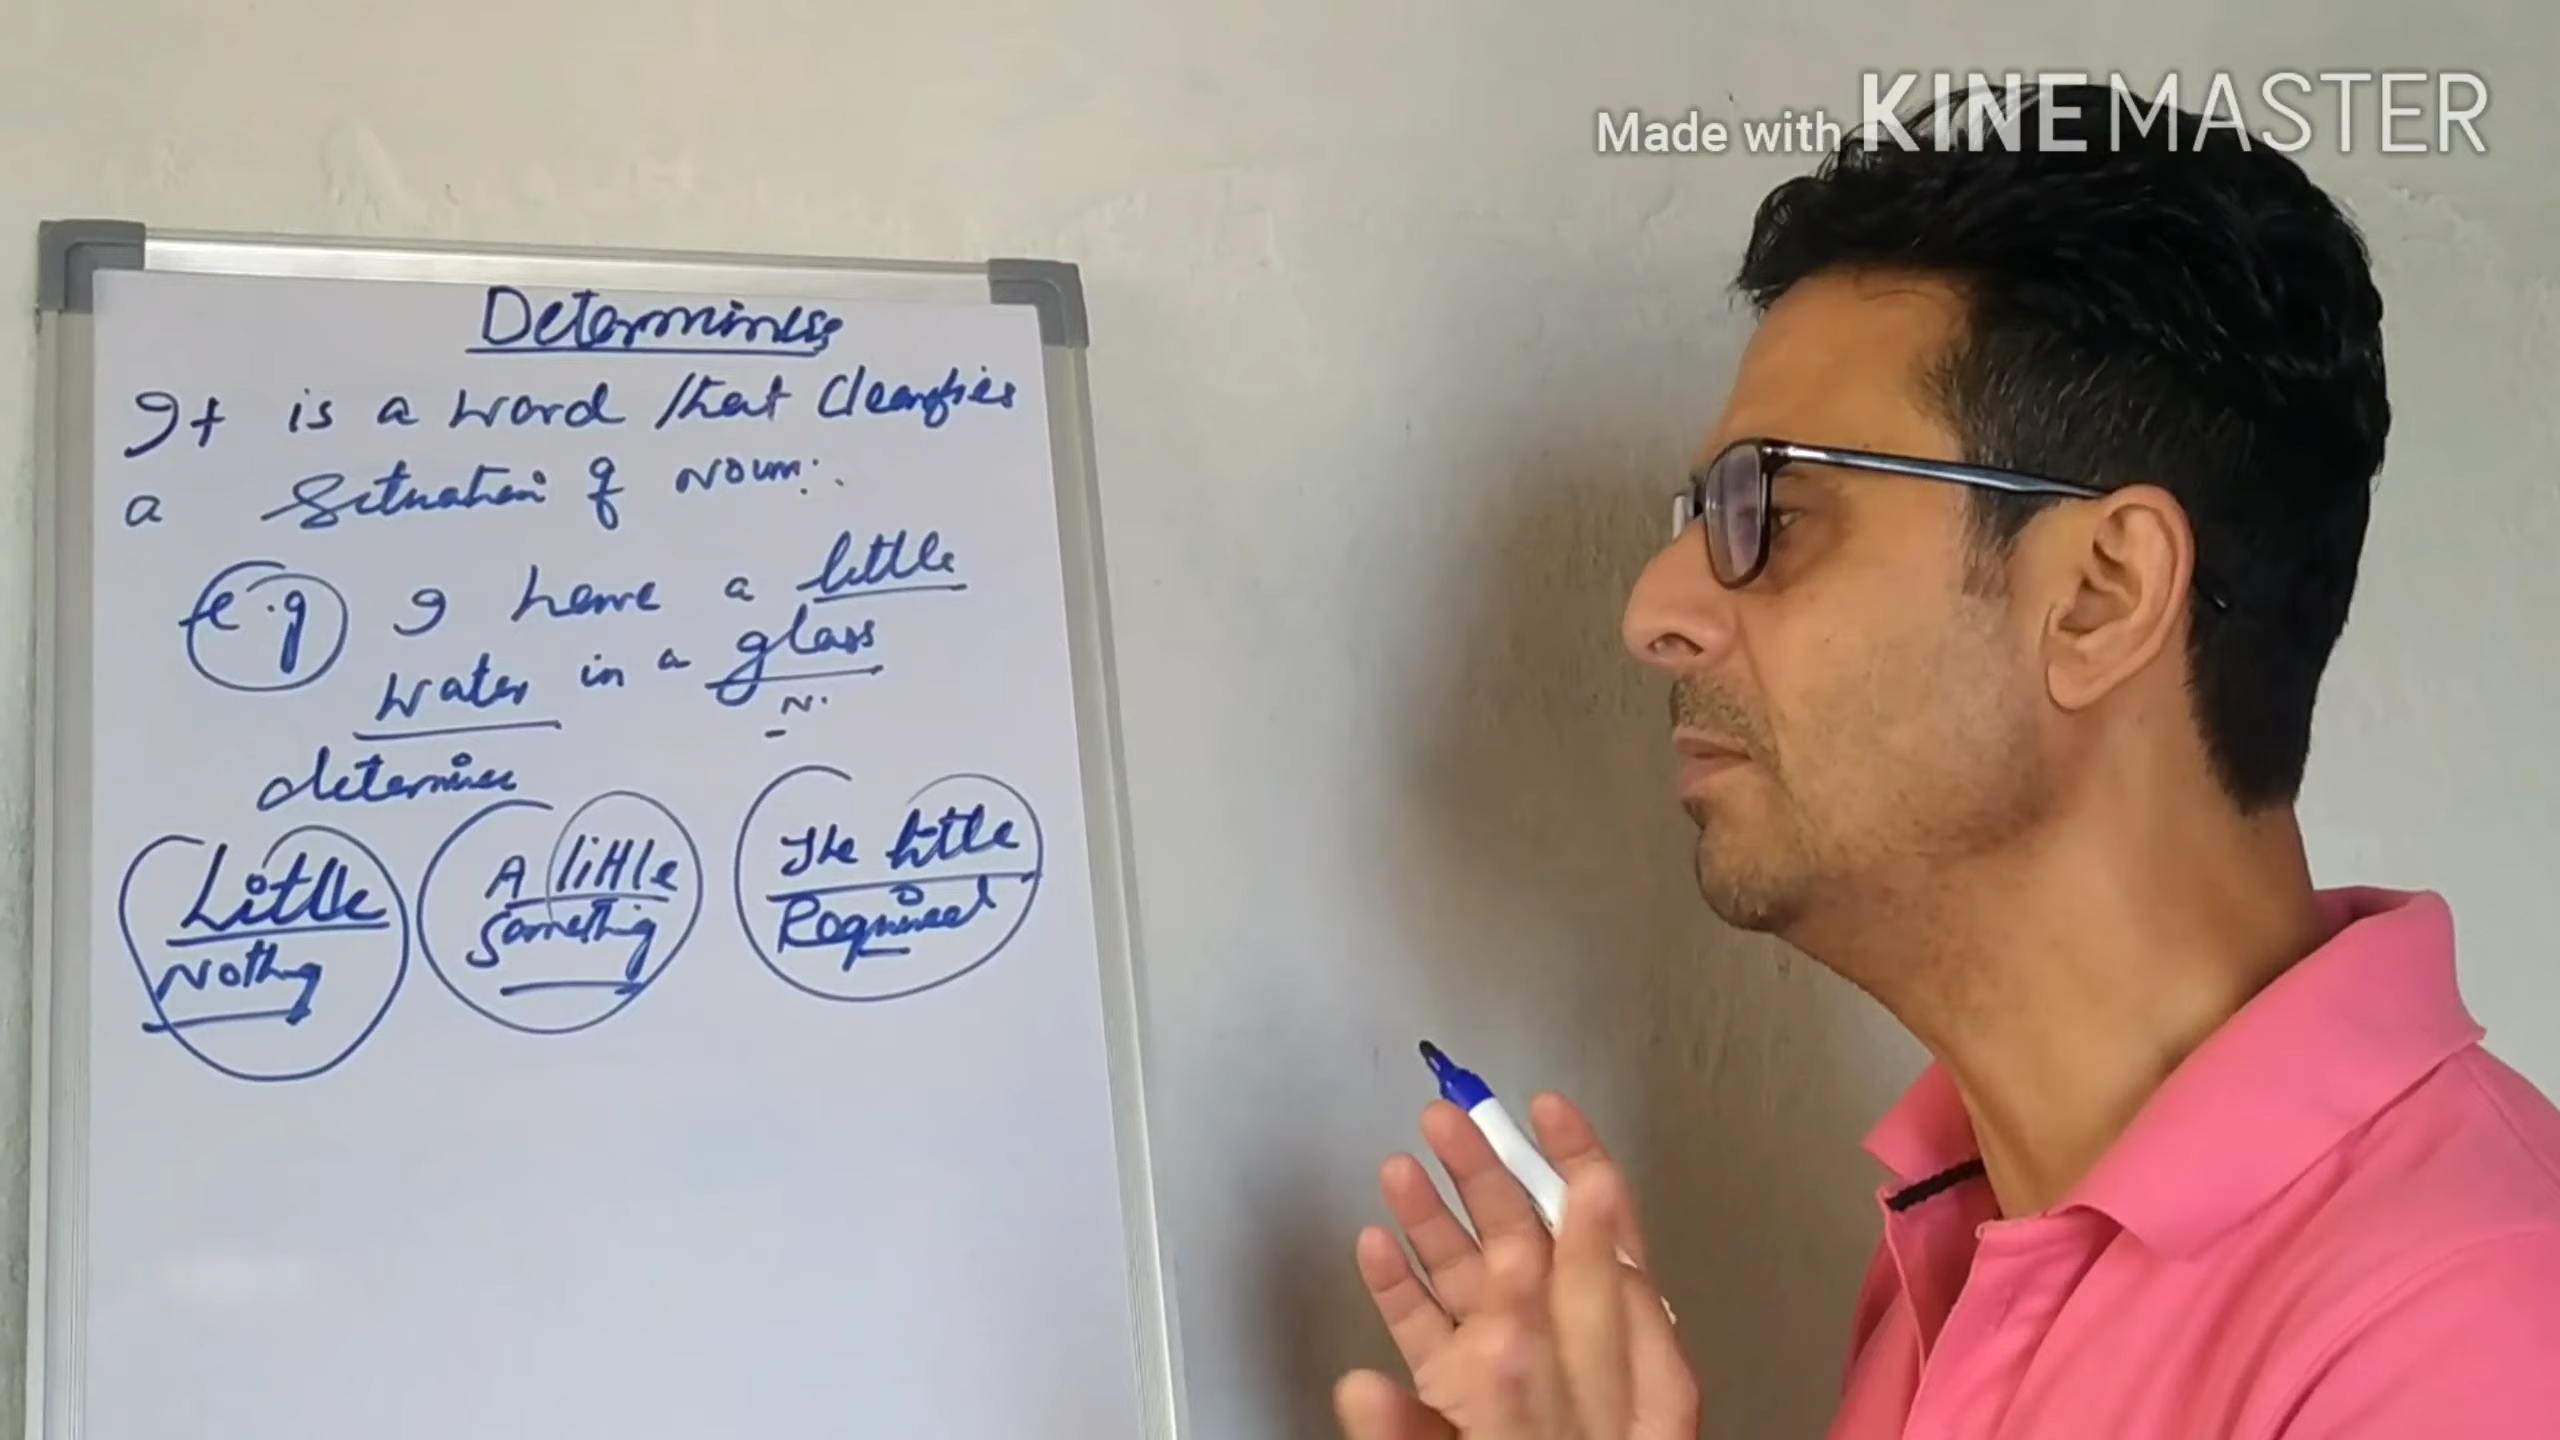 Made with KINEMASTER
Determiners
It is a word that clearifies
a situation of Noun:.
e.g I have a little
water in a glass
N.
determiner
Little
Nothing
A little
Something
The little
Required